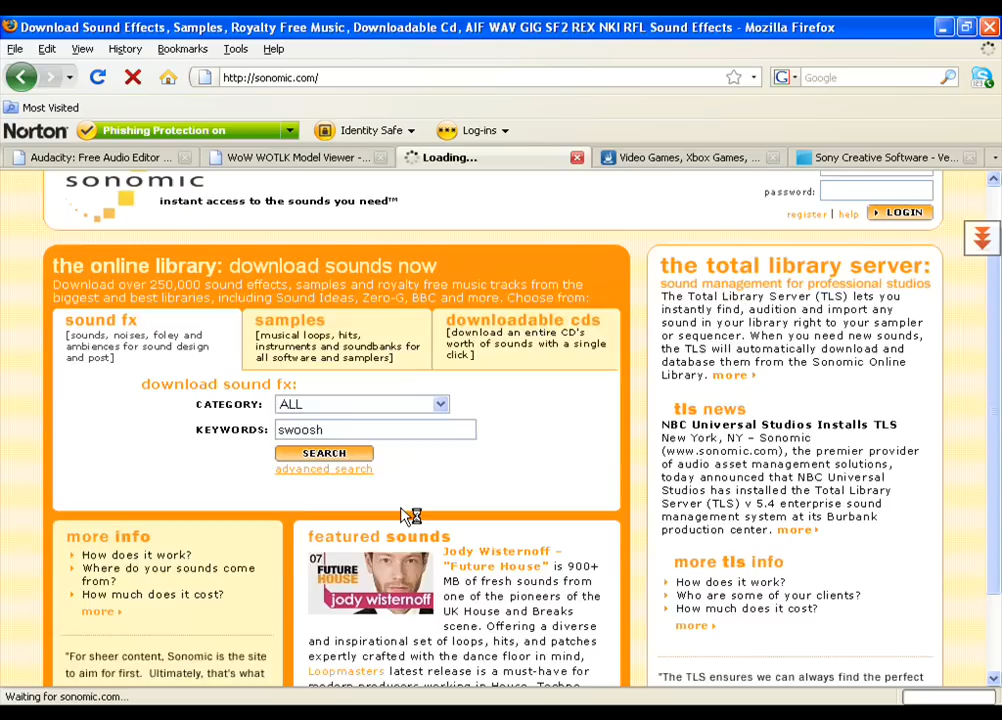 Download Sound Effects, Samples, Royalty Free Music, Downloadable Cd, AIF WAV GIG SF2 REX NKI RFL Sound Effects - Mozilla Firefox
File Edit View History Bookmarks Tools Help
http://sonomic.com/
G Google
Most Visited
Norton Phishing Protection on Identity Safe Log-ins
Audacity: Free Audio Editor ... WoW WOTLK Model Viewer -... Loading... Video Games, Xbox Games, ... Sony Creative Software - Ve...
sonomic
instant access to the sounds you need™
password:
register | help LOGIN
the online library: download sounds now
Download over 250,000 sound effects, samples and royalty free music tracks from the
biggest and best libraries, including Sound Ideas, Zero-G, BBC and more. Choose from:
sound fx
[sounds, noises, foley and
ambiences for sound design
and post]
samples
[musical loops, hits,
instruments and soundbanks for
all software and samplers]
downloadable cds
[download an entire CD's
worth of sounds with a single
click]
download sound fx:
CATEGORY: ALL
KEYWORDS: swoosh
SEARCH
advanced search
more info
How does it work?
Where do your sounds come
from?
How much does it cost?
more
"For sheer content, Sonomic is the site
to aim for first. Ultimately, that's what
featured sounds
07
FUTURE
HOUSE
jody wisternoff
Jody Wisternoff –
"Future House" is 900+
MB of fresh sounds from
one of the pioneers of the
UK House and Breaks
scene. Offering a diverse
and inspirational set of loops, hits, and patches
expertly crafted with the dance floor in mind,
Loopmasters latest release is a must-have for
modern producers working in House, Techno
the total library server:
sound management for professional studios
The Total Library Server (TLS) lets you
instantly find, audition and import any
sound in your library right to your sampler
or sequencer. When you need new sounds,
the TLS will automatically download and
database them from the Sonomic Online
Library. more
tls news
NBC Universal Studios Installs TLS
New York, NY – Sonomic
(www.sonomic.com), the premier provider
of audio asset management solutions,
today announced that NBC Universal
Studios has installed the Total Library
Server (TLS) v 5.4 enterprise sound
management system at its Burbank
production center. more
more tls info
How does it work?
Who are some of your clients?
How much does it cost?
more
"The TLS ensures we can always find the perfect
Waiting for sonomic.com...